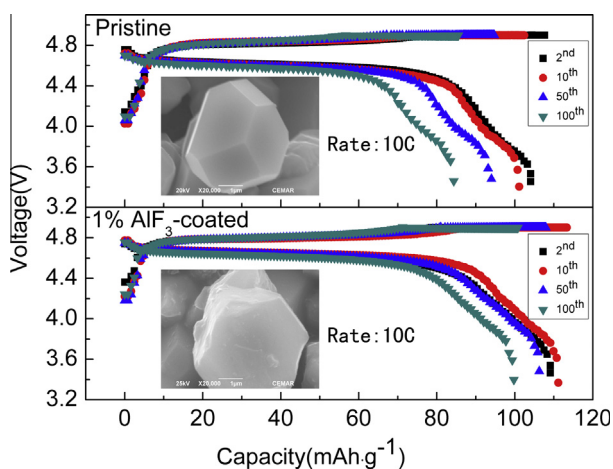 Pristine
4.8
4.4
4.0
3.6
3.2
2nd
10th
50th
100th
Rate:10C
20kV X20,000 1μm CEMAR
1% AlF3-coated
4.8
4.4
4.0
3.6
3.2
2nd
10th
50th
100th
Rate:10C
25kV X20,000 1μm CEMAR
Voltage(V)
0 20 40 60 80 100 120
Capacity(mAh·g-1)